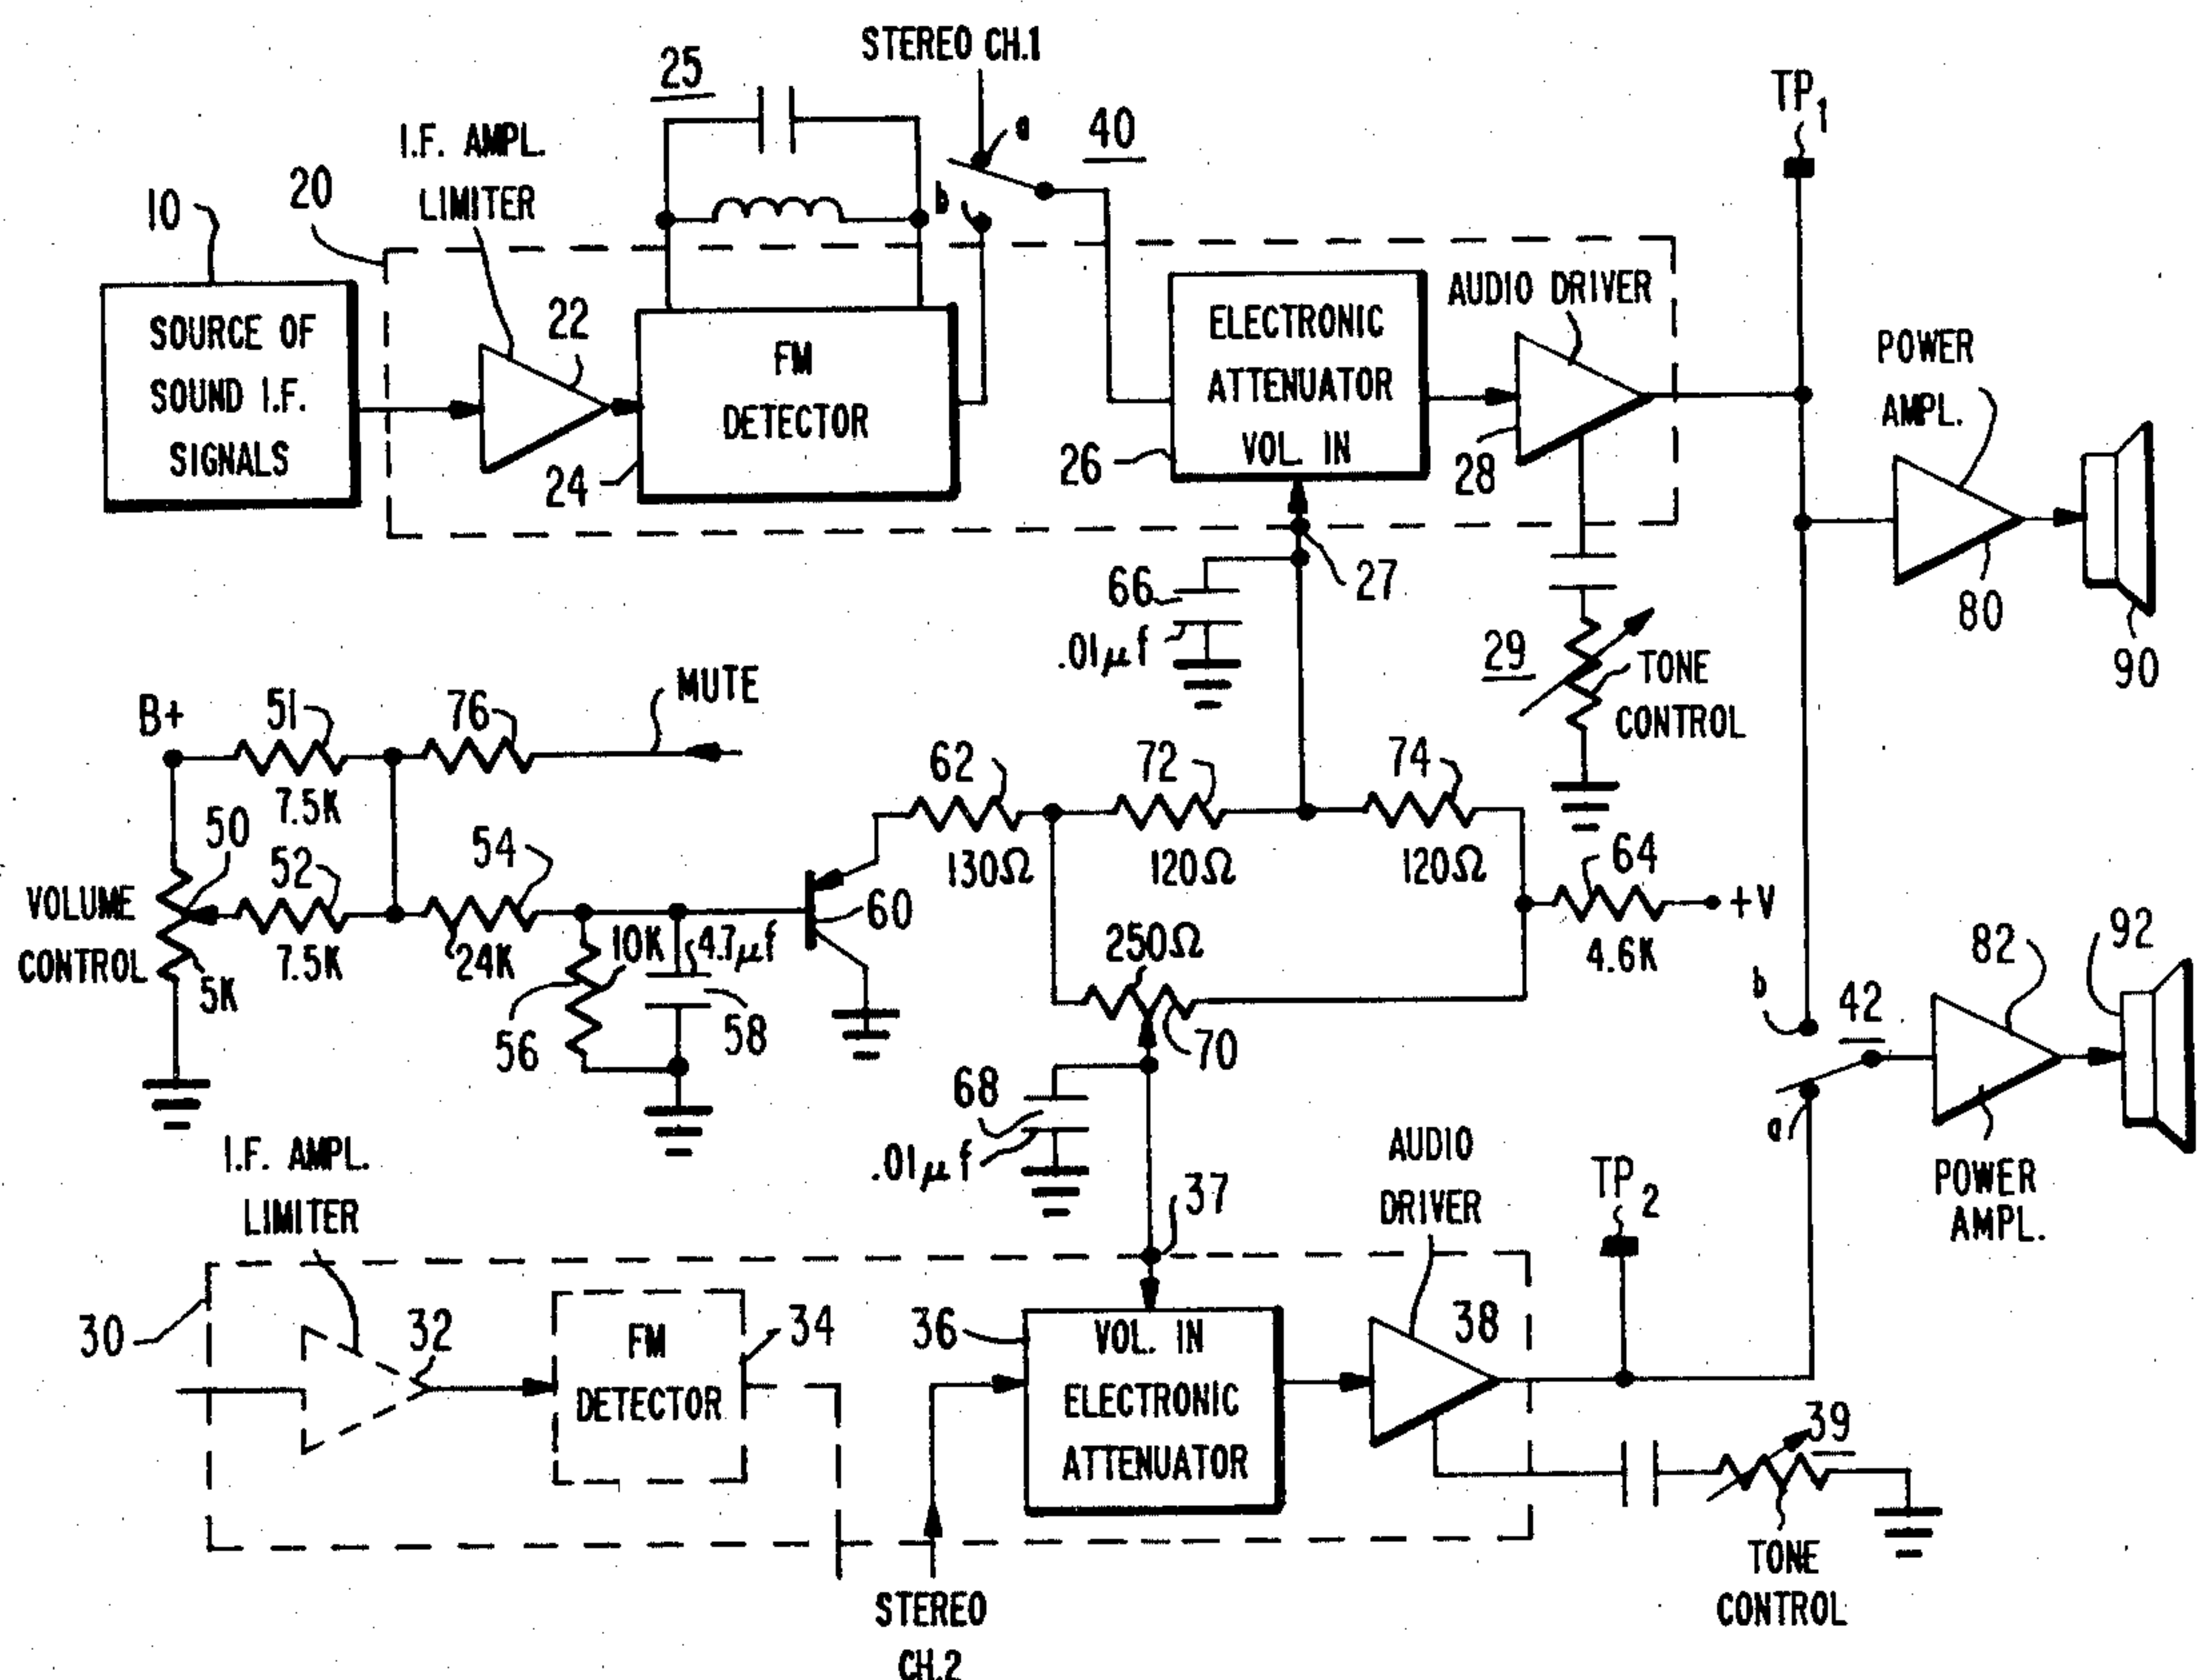 STEREO CH.1
25
a
40
TP1
I.F. AMPL.
LIMITER
20
10
b
22
SOURCE OF
SOUND I.F.
SIGNALS
FM
DETECTOR
24
ELECTRONIC
ATTENUATOR
VOL. IN
26
AUDIO DRIVER
28
POWER
AMPL.
80
90
27
66
.01μf
29
TONE
CONTROL
MUTE
B+
51
7.5K
76
50
VOLUME
CONTROL
5K
52
7.5K
54
24K
10K
56
47μf
58
60
62
130Ω
72
120Ω
74
120Ω
64
4.6K
+V
250Ω
70
68
.01μf
37
b
42
a
82
92
POWER
AMPL.
I.F. AMPL.
LIMITER
30
32
FM
DETECTOR
34
36
VOL. IN
ELECTRONIC
ATTENUATOR
AUDIO
DRIVER
38
TP2
39
TONE
CONTROL
STEREO
CH.2